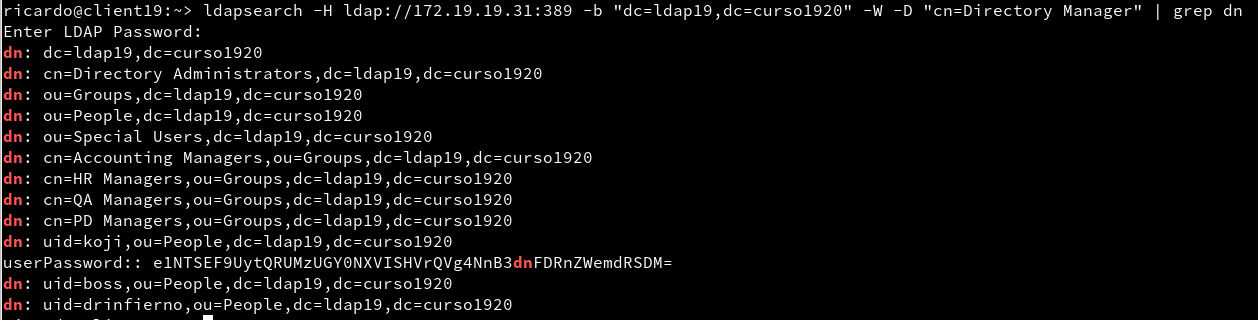 ricardo@client19:~> ldapsearch -H ldap://172.19.19.31:389 -b "dc=ldap19,dc=curso1920" -W -D "cn=Directory Manager" | grep dn
Enter LDAP Password:
dn: dc=ldap19,dc=curso1920
dn: cn=Directory Administrators,dc=ldap19,dc=curso1920
dn: ou=Groups,dc=ldap19,dc=curso1920
dn: ou=People,dc=ldap19,dc=curso1920
dn: ou=Special Users,dc=ldap19,dc=curso1920
dn: cn=Accounting Managers,ou=Groups,dc=ldap19,dc=curso1920
dn: cn=HR Managers,ou=Groups,dc=ldap19,dc=curso1920
dn: cn=QA Managers,ou=Groups,dc=ldap19,dc=curso1920
dn: cn=PD Managers,ou=Groups,dc=ldap19,dc=curso1920
dn: uid=koji,ou=People,dc=ldap19,dc=curso1920
userPassword:: e1NTSEF9UytQRUMzUGY0NXVISHVrQVg4NnB3dnFDRnZWemdRSDM=
dn: uid=boss,ou=People,dc=ldap19,dc=curso1920
dn: uid=drinfierno,ou=People,dc=ldap19,dc=curso1920